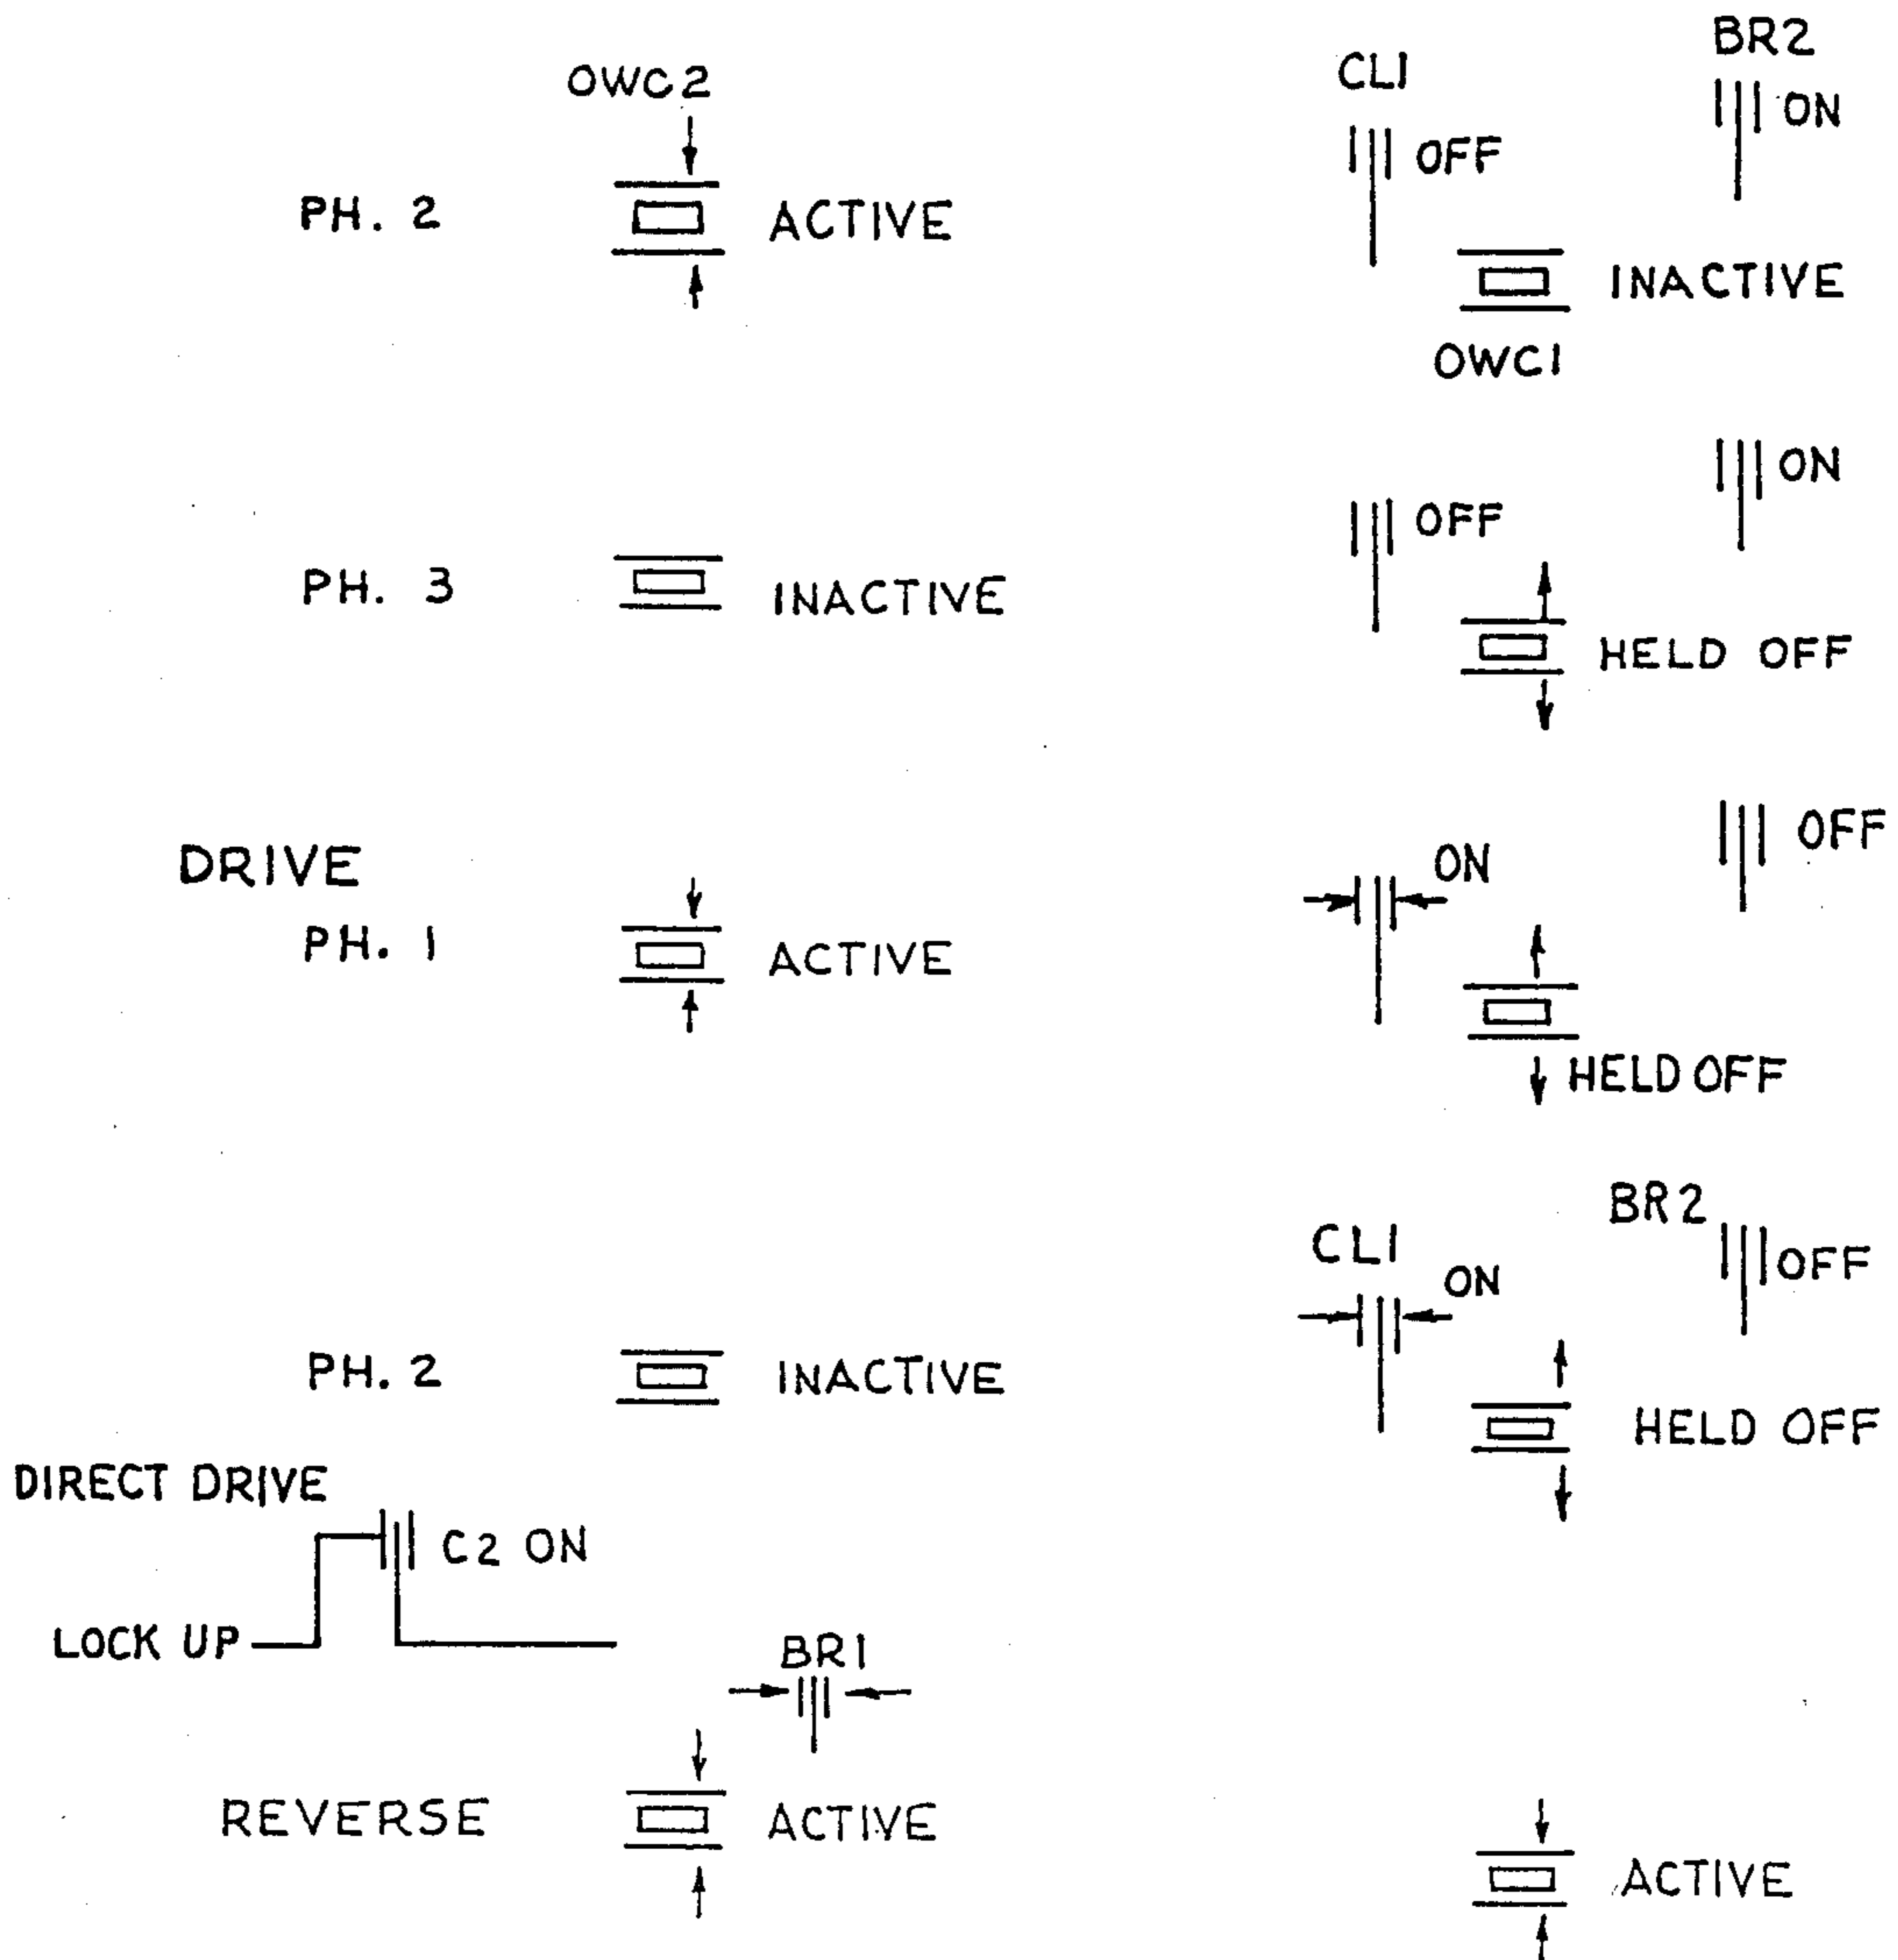 BR2
CL1
OWC2
ON
OFF
PH. 2 ACTIVE
INACTIVE
OWC1
ON
OFF
PH. 3 INACTIVE
HELD OFF
OFF
DRIVE
ON
PH. 1 ACTIVE
HELD OFF
BR2
CL1
OFF
ON
PH. 2 INACTIVE
HELD OFF
DIRECT DRIVE
C2 ON
LOCK UP
BR1
REVERSE ACTIVE
ACTIVE